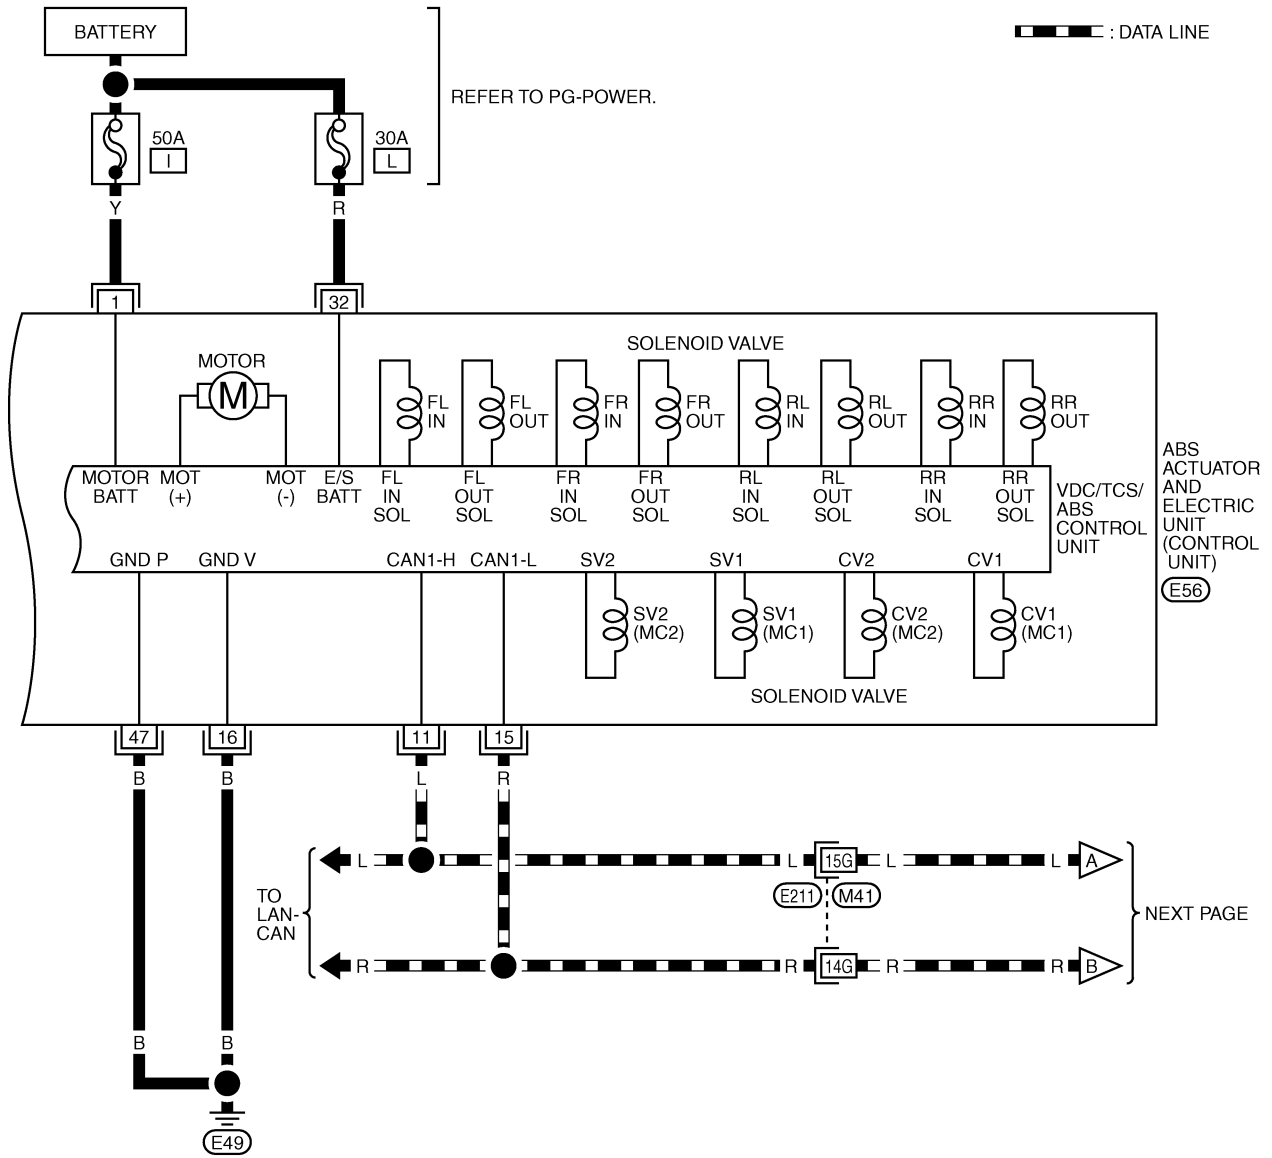 BATTERY
: DATA LINE
REFER TO PG-POWER.
50A
I
30A
L
Y
R
1
32
SOLENOID VALVE
MOTOR
M
FL
IN
FL
OUT
FR
IN
FR
OUT
RL
IN
RL
OUT
RR
IN
RR
OUT
MOTOR
BATT
MOT
(+)
MOT
(-)
E/S
BATT
FL
IN
SOL
FL
OUT
SOL
FR
IN
SOL
FR
OUT
SOL
RL
IN
SOL
RL
OUT
SOL
RR
IN
SOL
RR
OUT
SOL
VDC/TCS/
ABS
CONTROL
UNIT
ABS
ACTUATOR
AND
ELECTRIC
UNIT
(CONTROL
UNIT)
E56
GND P
GND V
CAN1-H
CAN1-L
SV2
SV1
CV2
CV1
SV2
(MC2)
SV1
(MC1)
CV2
(MC2)
CV1
(MC1)
SOLENOID VALVE
47
16
11
15
B
B
L
R
L
L
15G
L
L
A
E211
M41
TO
LAN-
CAN
NEXT PAGE
R
R
14G
R
R
B
B
B
E49